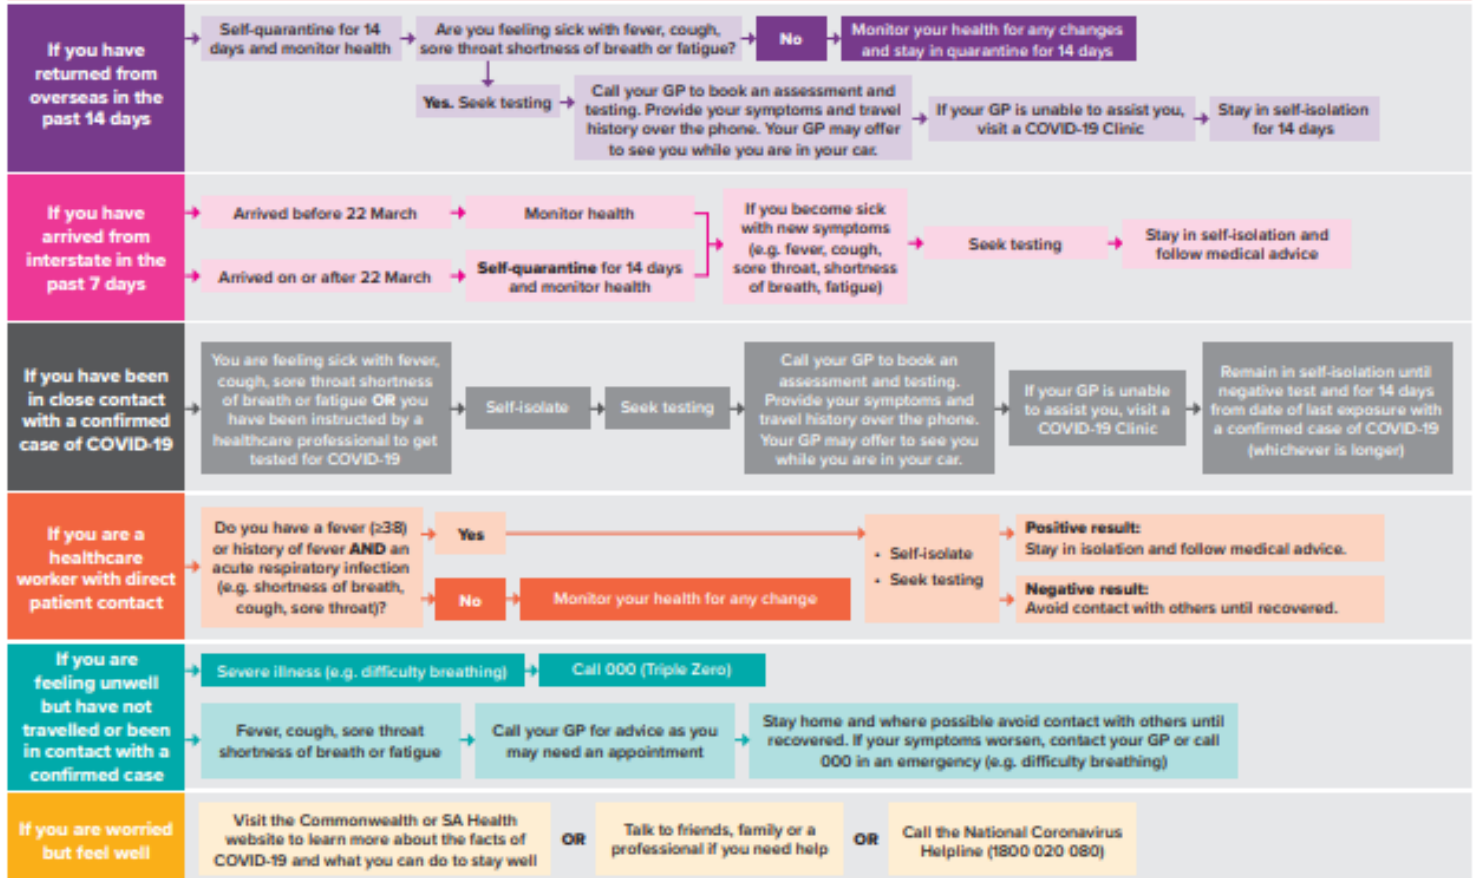 If you have
returned from
overseas in the
past 14 days
Self-quarantine for 14
days and monitor health
Are you feeling sick with fever, cough,
sore throat shortness of breath or fatigue?
No
Monitor your health for any changes
and stay in quarantine for 14 days
Yes. Seek testing
Call your GP to book an assessment and
testing. Provide your symptoms and travel
history over the phone. Your GP may offer
to see you while you are in your car.
If your GP is unable to assist you,
visit a COVID-19 Clinic
Stay in self-isolation
for 14 days
If you have
arrived from
interstate in the
past 7 days
Arrived before 22 March
Monitor health
Arrived on or after 22 March
Self-quarantine for 14 days
and monitor health
If you become sick
with new symptoms
(e.g. fever, cough,
sore throat, shortness
of breath, fatigue)
Seek testing
Stay in self-isolation and
follow medical advice
If you have been
in close contact
with a confirmed
case of COVID-19
You are feeling sick with fever,
cough, sore throat shortness
of breath or fatigue OR you
have been instructed by a
healthcare professional to get
tested for COVID-19
Self-isolate
Seek testing
Call your GP to book an
assessment and testing.
Provide your symptoms and
travel history over the phone.
Your GP may offer to see you
while you are in your car.
If your GP is unable
to assist you, visit a
COVID-19 Clinic
Remain in self-isolation until
negative test and for 14 days
from date of last exposure with
a confirmed case of COVID-19
(whichever is longer)
If you are a
healthcare
worker with direct
patient contact
Do you have a fever (≥38)
or history of fever AND an
acute respiratory infection
(e.g. shortness of breath,
cough, sore throat)?
Yes
No
Monitor your health for any change
• Self-isolate
• Seek testing
Positive result:
Stay in isolation and follow medical advice.
Negative result:
Avoid contact with others until recovered.
If you are
feeling unwell
but have not
travelled or been
in contact with a
confirmed case
Severe illness (e.g. difficulty breathing)
Call 000 (Triple Zero)
Fever, cough, sore throat
shortness of breath or fatigue
Call your GP for advice as you
may need an appointment
Stay home and where possible avoid contact with others until
recovered. If your symptoms worsen, contact your GP or call
000 in an emergency (e.g. difficulty breathing)
If you are worried
but feel well
Visit the Commonwealth or SA Health
website to learn more about the facts of
COVID-19 and what you can do to stay well
OR
Talk to friends, family or a
professional if you need help
OR
Call the National Coronavirus
Helpline (1800 020 080)